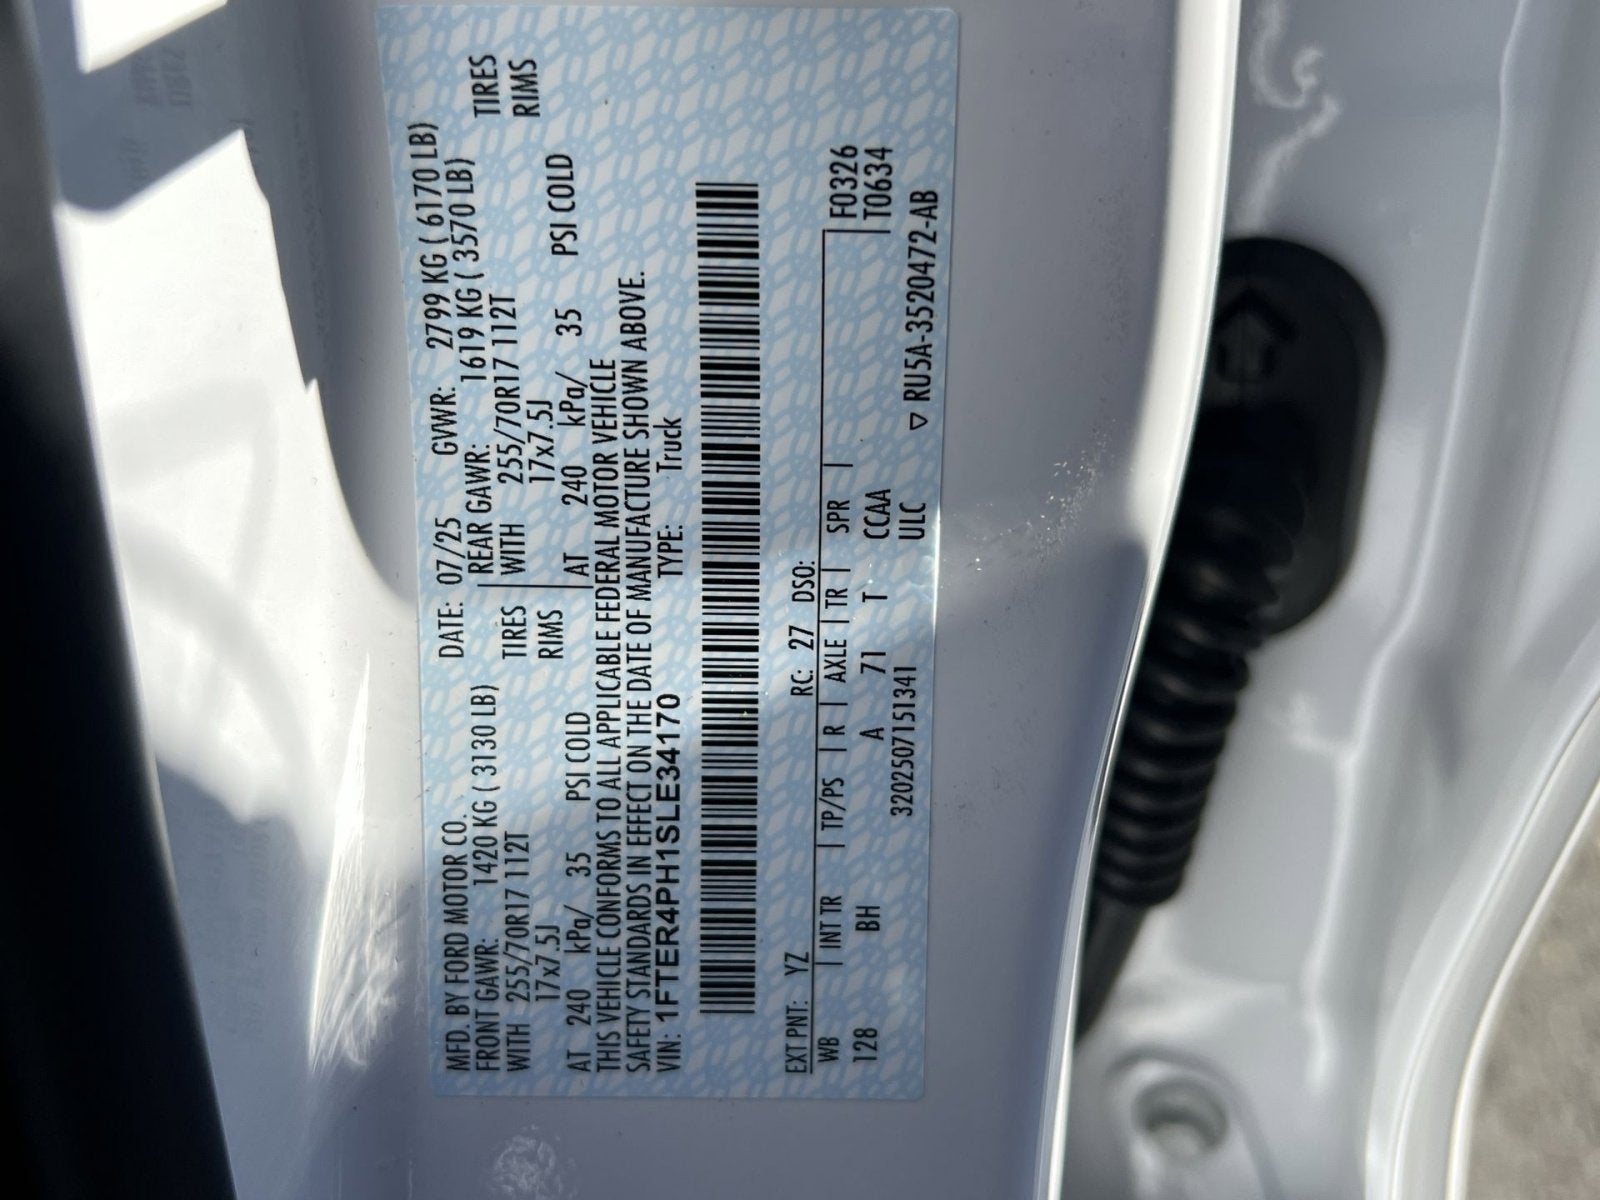 MFD. BY FORD MOTOR CO. DATE: 07/25 GVWR: 2799 KG ( 6170 LB)
FRONT GAWR: 1420 KG ( 3130 LB) REAR GAWR: 1619 KG ( 3570 LB)
WITH 255/70R17 112T TIRES WITH 255/70R17 112T TIRES
17x7.5J RIMS 17x7.5J RIMS
AT 240 kPa/ 35 PSI COLD AT 240 kPa/ 35 PSI COLD
THIS VEHICLE CONFORMS TO ALL APPLICABLE FEDERAL MOTOR VEHICLE
SAFETY STANDARDS IN EFFECT ON THE DATE OF MANUFACTURE SHOWN ABOVE.
VIN: 1FTER4PH1SLE34170 TYPE: Truck
EXT PNT: YZ RC: 27 DSO:
WB INT TR TP/PS R AXLE TR SPR F0326
128 BH A 71 T CCAA T0634
3202507151341 ULC ▽ RU5A-3520472-AB